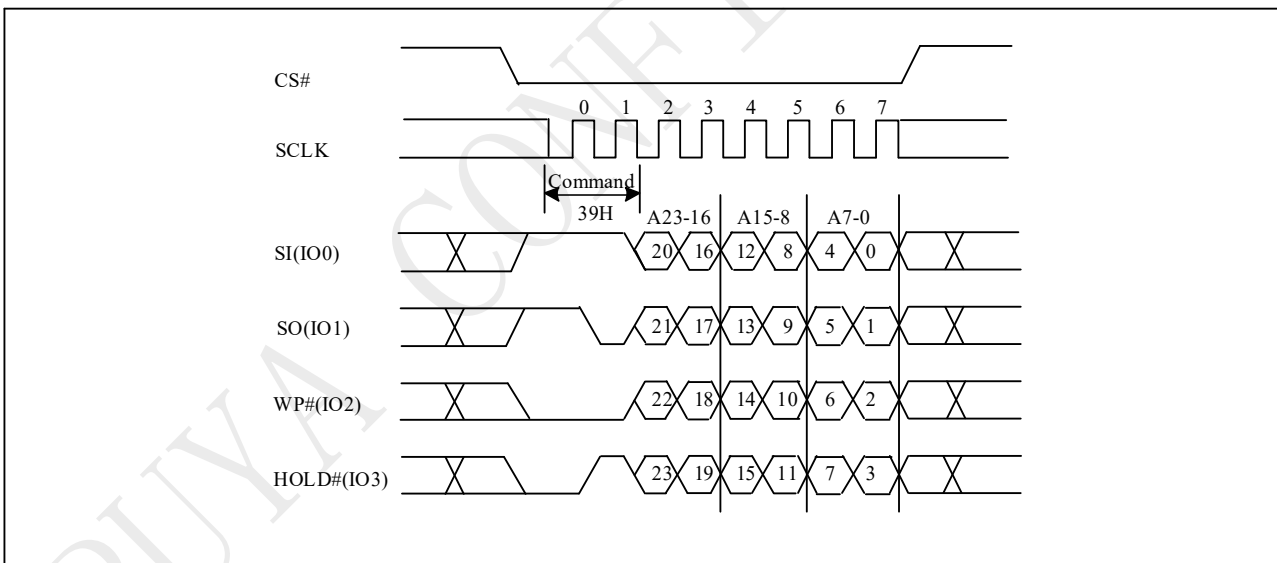 CS#
0 1 2 3 4 5 6 7
SCLK
Command
39H
A23-16 A15-8 A7-0
SI(IO0) 20 16 12 8 4 0
SO(IO1) 21 17 13 9 5 1
WP#(IO2) 22 18 14 10 6 2
HOLD#(IO3) 23 19 15 11 7 3